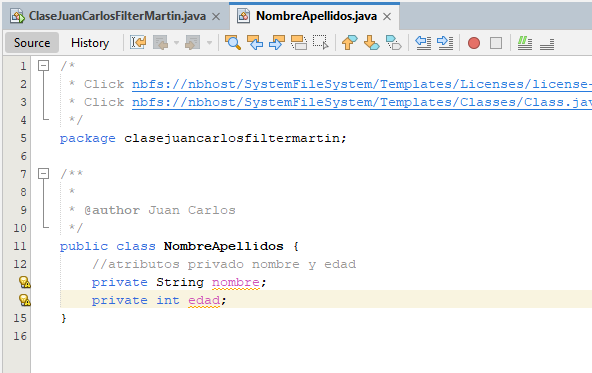 ClaseJuanCarlosFilterMartin.java × NombreApellidos.java ×
Source History
1 /*
2 * Click nbfs://nbhost/SystemFileSystem/Templates/Licenses/license-
3 * Click nbfs://nbhost/SystemFileSystem/Templates/Classes/Class.jav
4 */
5 package clasejuancarlosfiltermartin;
6
7 /**
8 *
9 * @author Juan Carlos
10 */
11 public class NombreApellidos {
12 //atributos privado nombre y edad
private String nombre;
private int edad;
15 }
16